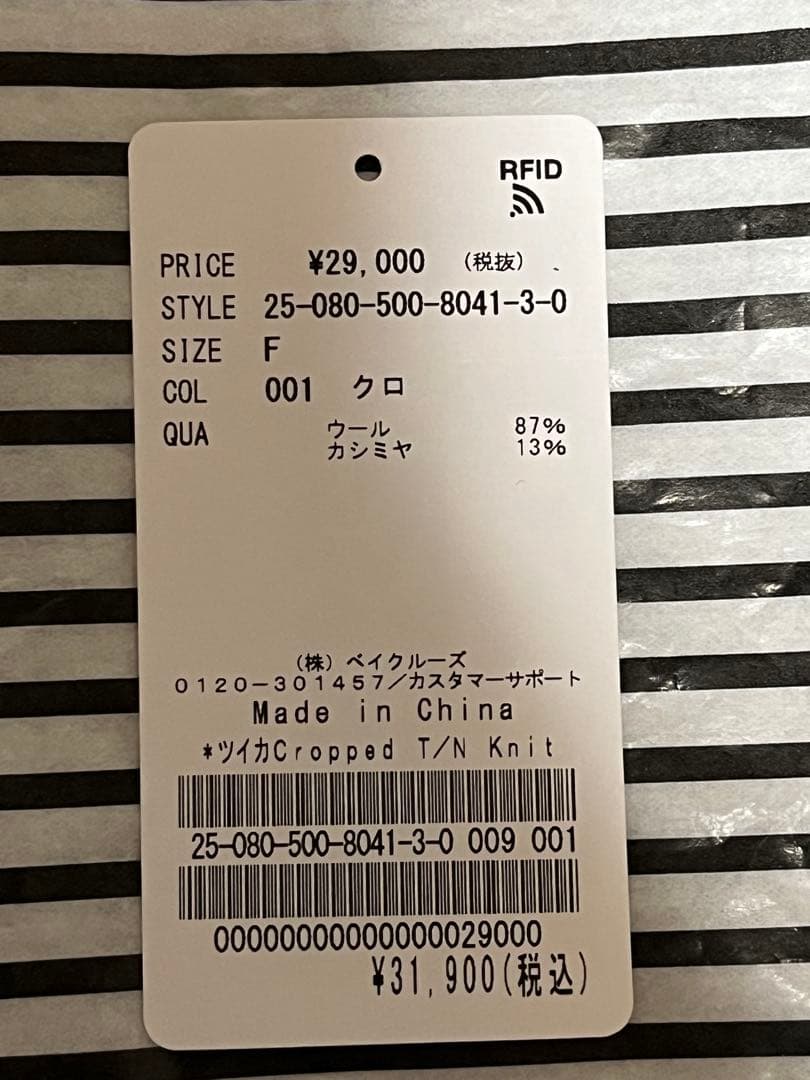 RFID
PRICE ¥29,000 (税抜)
STYLE 25-080-500-8041-3-0
SIZE F
COL 001 クロ
QUA ウール 87%
カシミヤ 13%
(株) ベイクルーズ
0120-301457/カスタマーサポート
Made in China
*ツイカCropped T/N Knit
25-080-500-8041-3-0 009 001
00000000000000029000
¥31,900(税込)